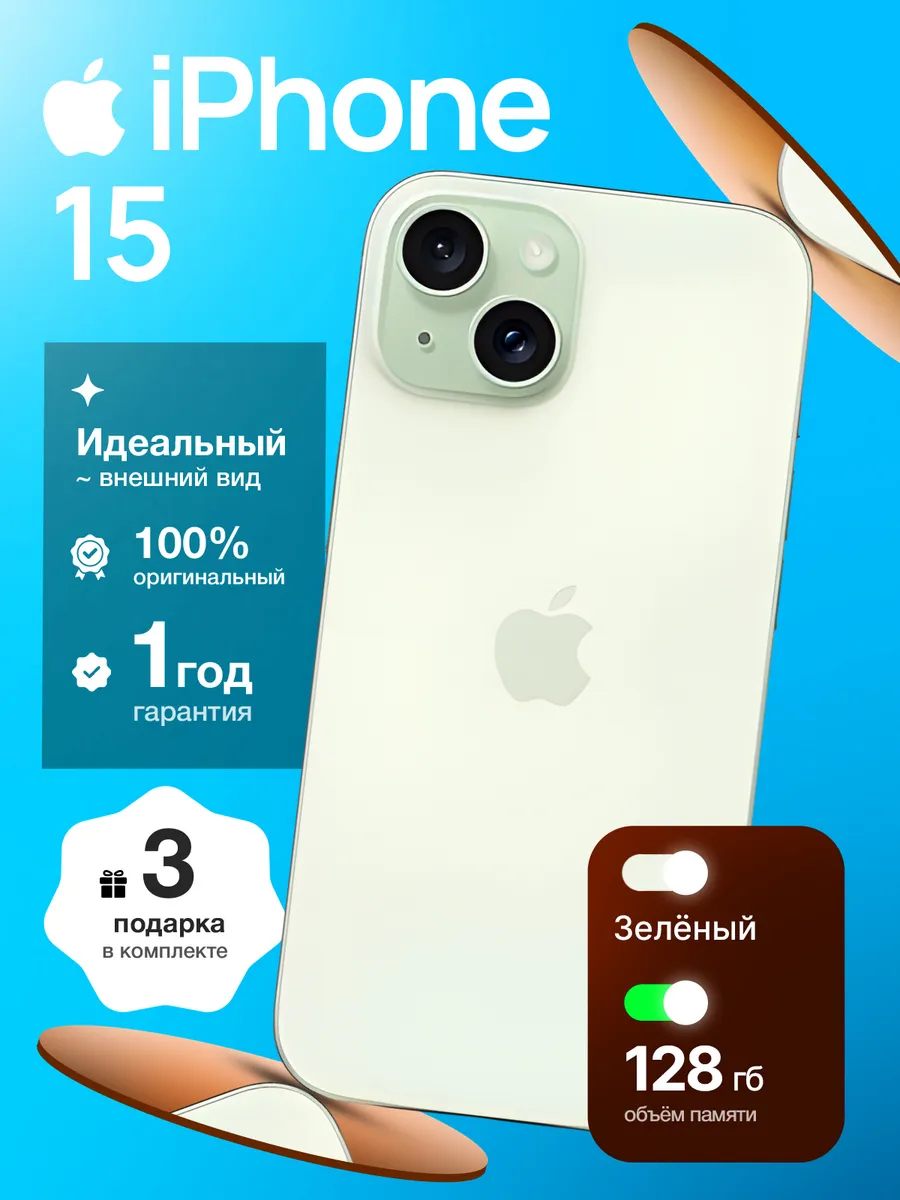 iPhone
15
Идеальный
~ внешний вид
100%
оригинальный
1 год
гарантия
3
подарка
в комплекте
Зелёный
128 гб
объём памяти